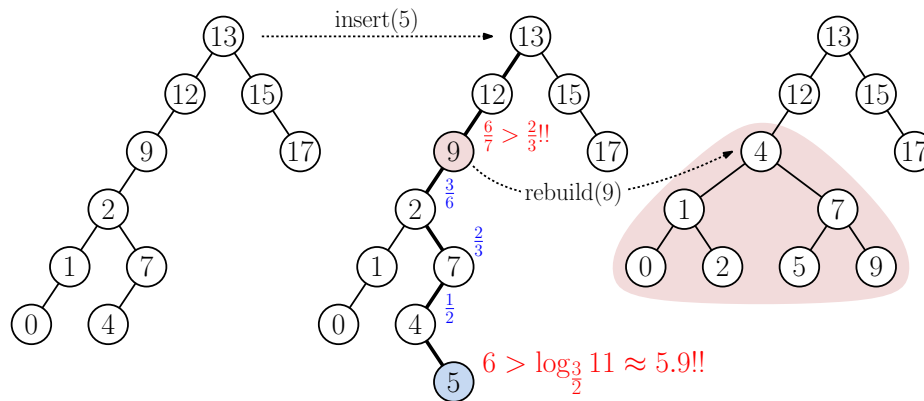 insert(5)
13 13 13
12 15 12 15 12 15
9 17 9 6/7 > 2/3!! 17 4 17
rebuild(9)
2 3/6 2 1 7
1 7 1 7 2/3 0 2 5 9
0 4 0 4 1/2
5 6 > log_{3/2} 11 ≈ 5.9!!